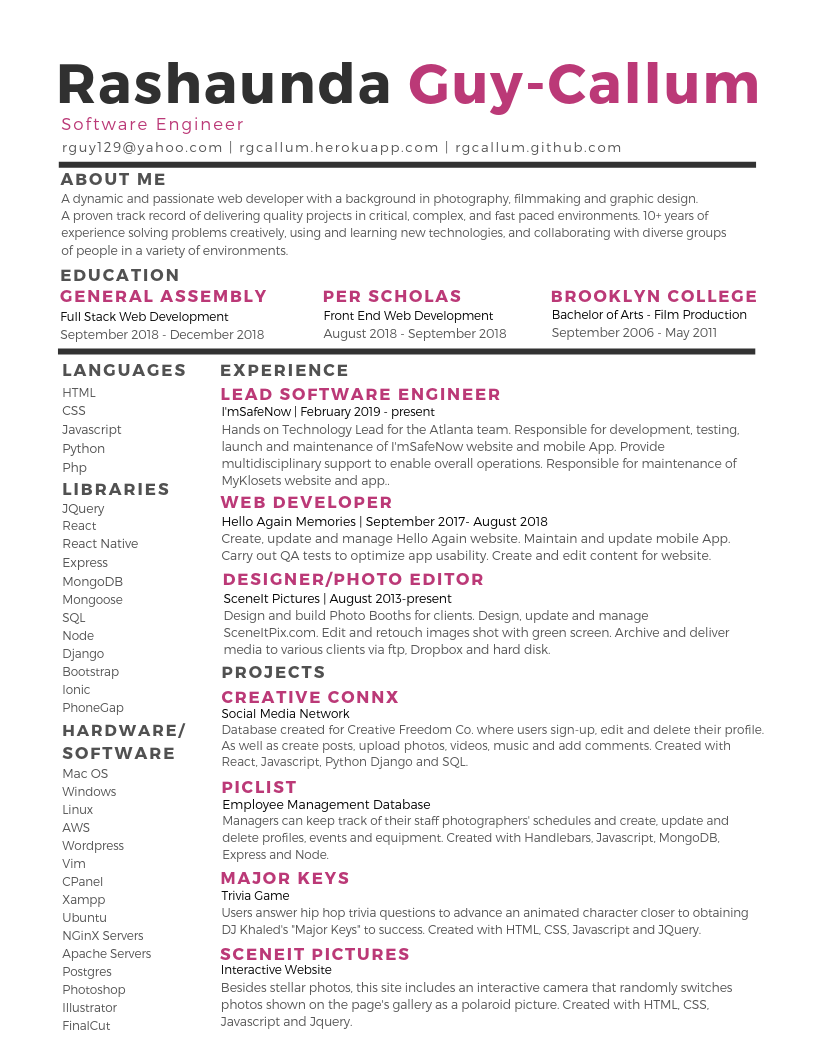 Rashaunda Guy-Callum
Software Engineer
rguy129@yahoo.com | rgcallum.herokuapp.com | rgcallum.github.com
ABOUT ME
A dynamic and passionate web developer with a background in photography, filmmaking and graphic design.
A proven track record of delivering quality projects in critical, complex, and fast paced environments. 10+ years of
experience solving problems creatively, using and learning new technologies, and collaborating with diverse groups
of people in a variety of environments.
EDUCATION
GENERAL ASSEMBLY
Full Stack Web Development
September 2018 - December 2018
PER SCHOLAS
Front End Web Development
August 2018 - September 2018
BROOKLYN COLLEGE
Bachelor of Arts - Film Production
September 2006 - May 2011
LANGUAGES
HTML
CSS
Javascript
Python
Php
LIBRARIES
JQuery
React
React Native
Express
MongoDB
Mongoose
SQL
Node
Django
Bootstrap
Ionic
PhoneGap
HARDWARE/
SOFTWARE
Mac OS
Windows
Linux
AWS
Wordpress
Vim
CPanel
Xampp
Ubuntu
NGinX Servers
Apache Servers
Postgres
Photoshop
Illustrator
FinalCut
EXPERIENCE
LEAD SOFTWARE ENGINEER
I'mSafeNow | February 2019 - present
Hands on Technology Lead for the Atlanta team. Responsible for development, testing,
launch and maintenance of I'mSafeNow website and mobile App. Provide
multidisciplinary support to enable overall operations. Responsible for maintenance of
MyKlosets website and app..
WEB DEVELOPER
Hello Again Memories | September 2017- August 2018
Create, update and manage Hello Again website. Maintain and update mobile App.
Carry out QA tests to optimize app usability. Create and edit content for website.
DESIGNER/PHOTO EDITOR
SceneIt Pictures | August 2013-present
Design and build Photo Booths for clients. Design, update and manage
SceneItPix.com. Edit and retouch images shot with green screen. Archive and deliver
media to various clients via ftp, Dropbox and hard disk.
PROJECTS
CREATIVE CONNX
Social Media Network
Database created for Creative Freedom Co. where users sign-up, edit and delete their profile.
As well as create posts, upload photos, videos, music and add comments. Created with
React, Javascript, Python Django and SQL.
PICLIST
Employee Management Database
Managers can keep track of their staff photographers' schedules and create, update and
delete profiles, events and equipment. Created with Handlebars, Javascript, MongoDB,
Express and Node.
MAJOR KEYS
Trivia Game
Users answer hip hop trivia questions to advance an animated character closer to obtaining
DJ Khaled's "Major Keys" to success. Created with HTML, CSS, Javascript and JQuery.
SCENEIT PICTURES
Interactive Website
Besides stellar photos, this site includes an interactive camera that randomly switches
photos shown on the page's gallery as a polaroid picture. Created with HTML, CSS,
Javascript and Jquery.